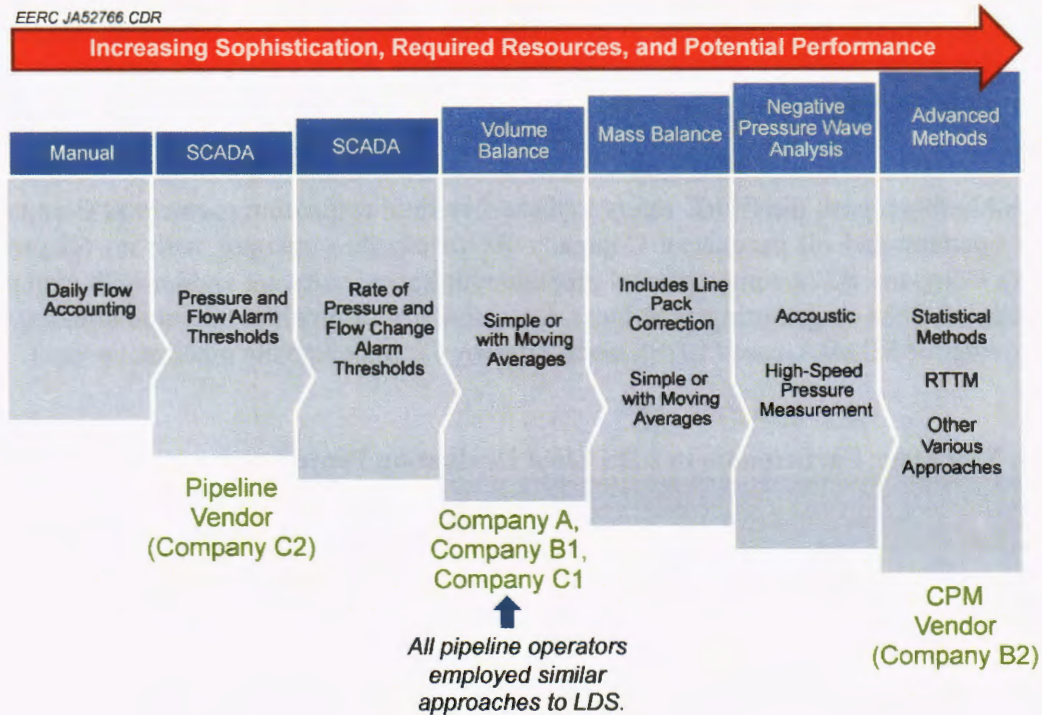 EERC JA52766.CDR
Increasing Sophistication, Required Resources, and Potential Performance
Manual
SCADA
SCADA
Volume
Balance
Mass Balance
Negative
Pressure Wave
Analysis
Advanced
Methods
Daily Flow
Accounting
Pressure and
Flow Alarm
Thresholds
Rate of
Pressure and
Flow Change
Alarm
Thresholds
Simple or
with Moving
Averages
Includes Line
Pack
Correction
Simple or
with Moving
Averages
Accoustic
High-Speed
Pressure
Measurement
Statistical
Methods
RTTM
Other
Various
Approaches
Pipeline
Vendor
(Company C2)
Company A,
Company B1,
Company C1
All pipeline operators
employed similar
approaches to LDS.
CPM
Vendor
(Company B2)